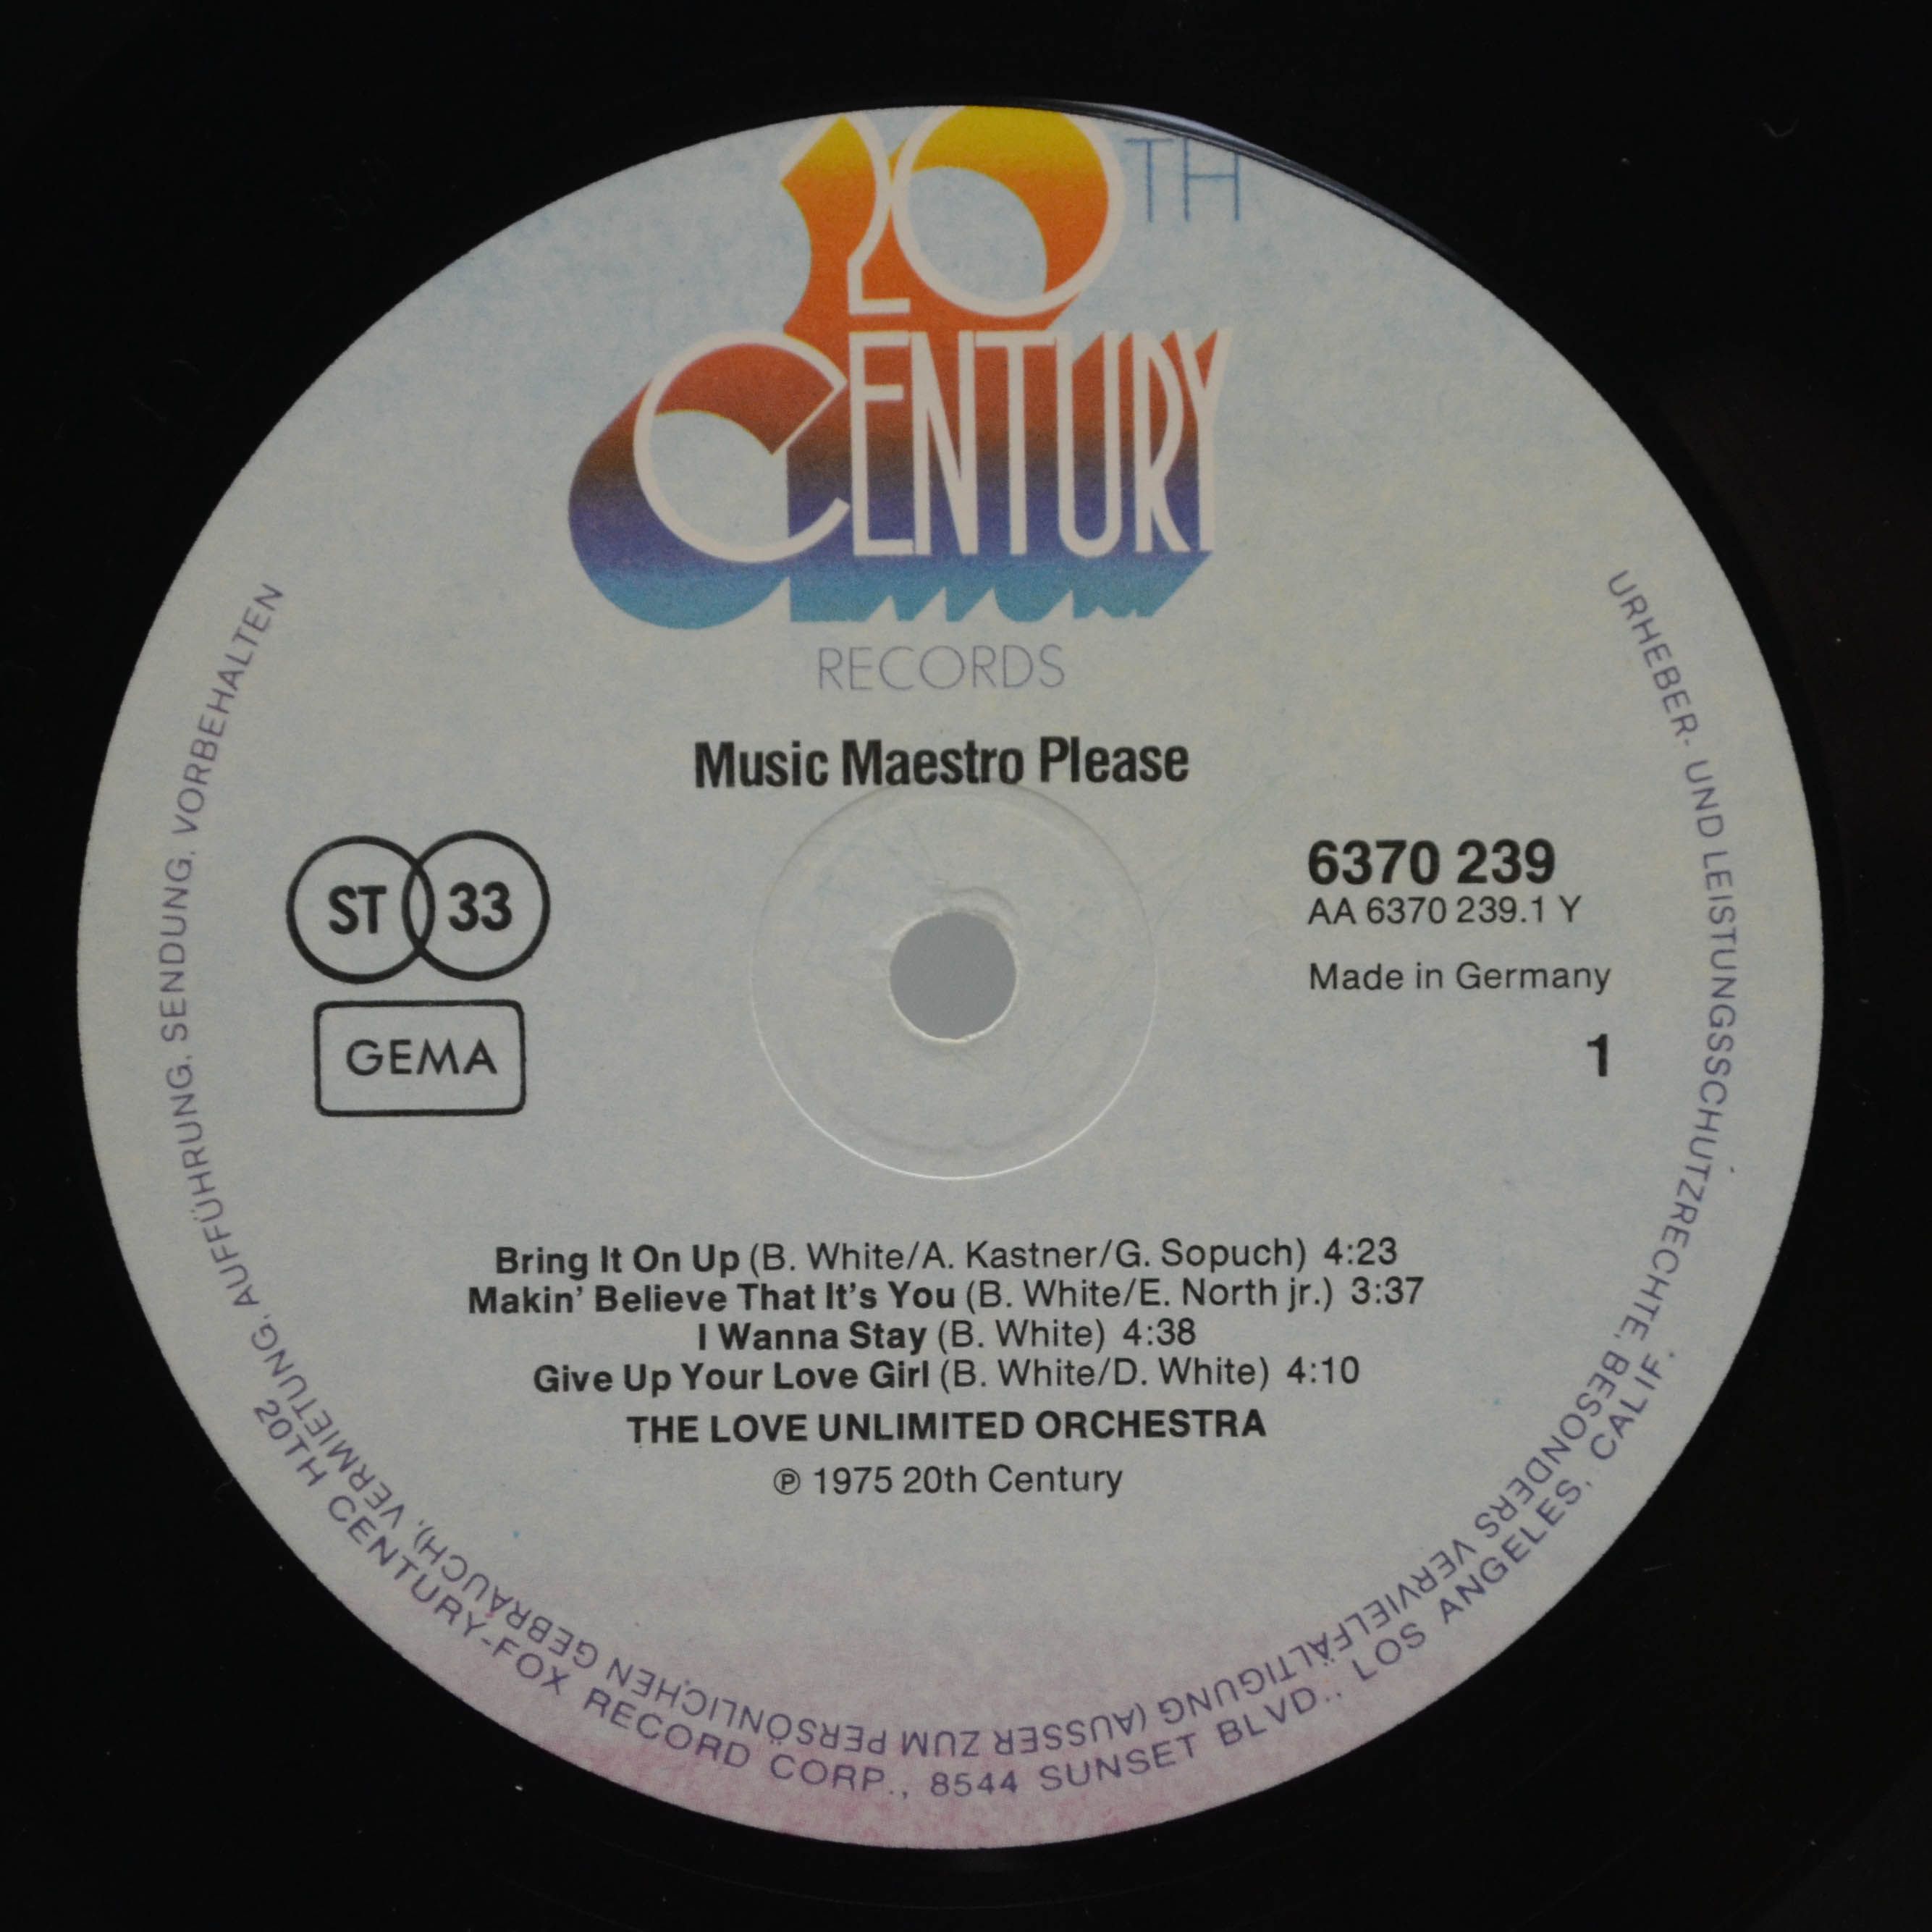 20TH
CENTURY
RECORDS
Music Maestro Please
ST 33
GEMA
6370 239
AA 6370 239.1 Y
Made in Germany
1
Bring It On Up (B. White/A. Kastner/G. Sopuch) 4:23
Makin' Believe That It's You (B. White/E. North jr.) 3:37
I Wanna Stay (B. White) 4:38
Give Up Your Love Girl (B. White/D. White) 4:10
THE LOVE UNLIMITED ORCHESTRA
℗ 1975 20th Century
URHEBER- UND LEISTUNGSSCHUTZRECHTE, BESONDERS VERVIELFÄLTIGUNG (AUSSER ZUM PERSÖNLICHEN GEBRAUCH), VERMIETUNG, AUFFÜHRUNG, SENDUNG, VORBEHALTEN
20TH CENTURY-FOX RECORD CORP., 8544 SUNSET BLVD., LOS ANGELES, CALIF.